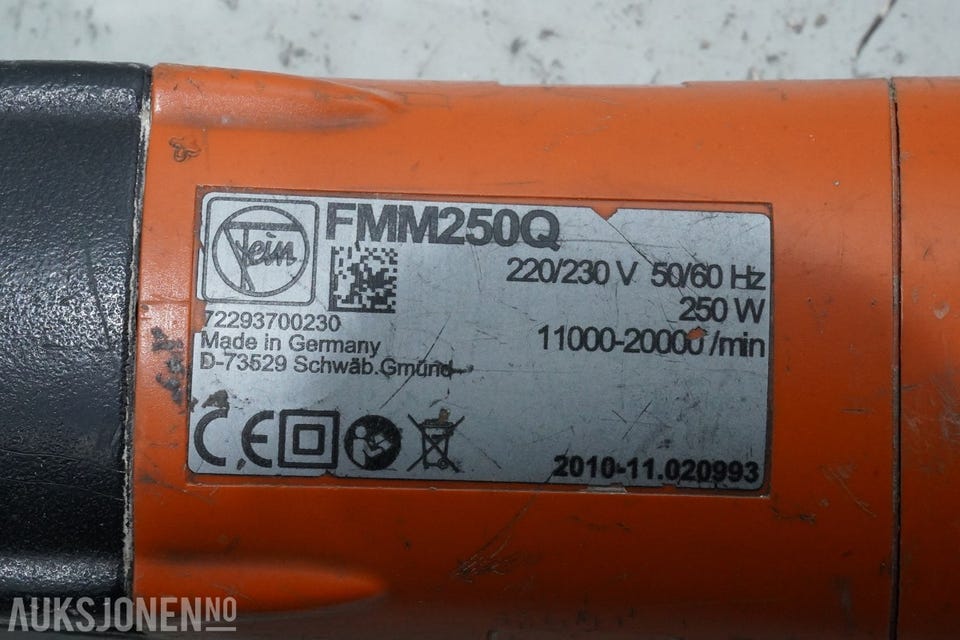 Fein
FMM250Q
220/230 V 50/60 Hz
250 W
11000-20000 /min
72293700230
Made in Germany
D-73529 Schwäb.Gmünd
CE
2010-11.020993
AUKSJONEN.NO